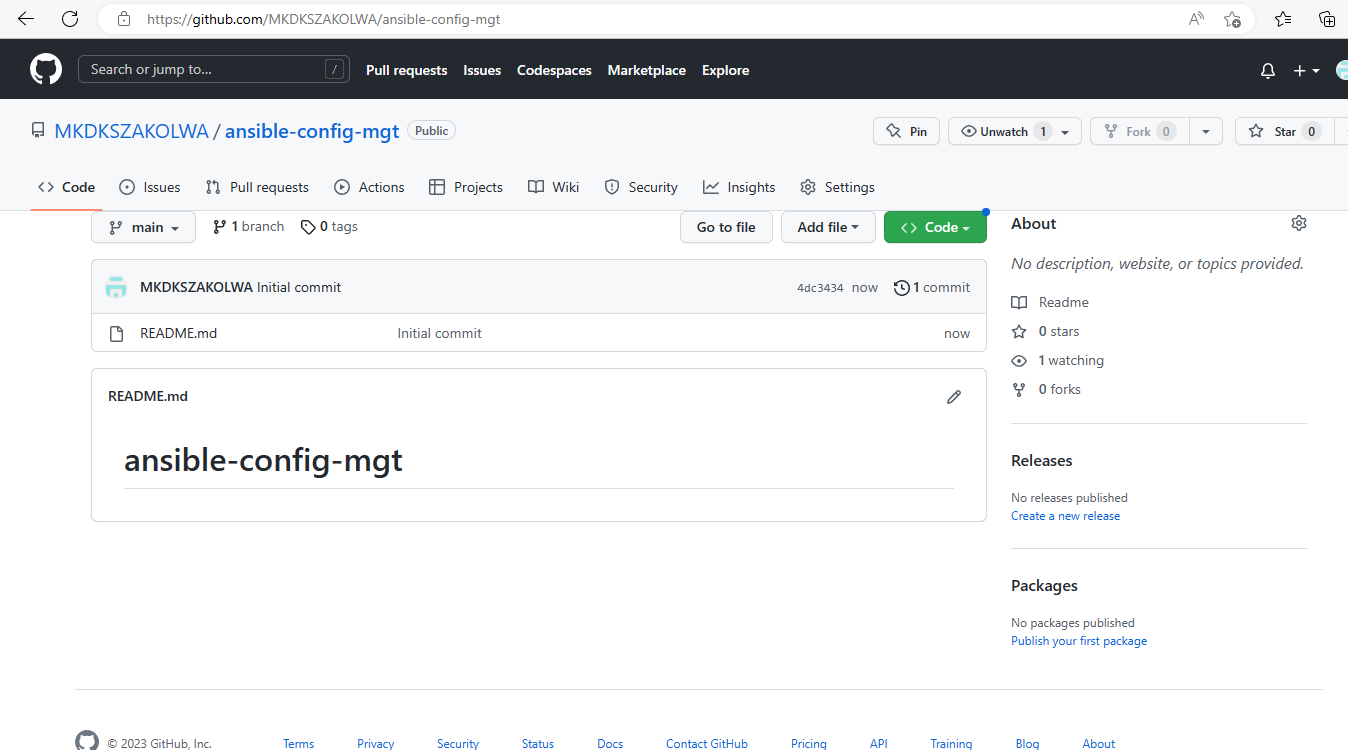 https://github.com/MKDKSZAKOLWA/ansible-config-mgt
Search or jump to... / Pull requests Issues Codespaces Marketplace Explore
MKDKSZAKOLWA / ansible-config-mgt Public Pin Unwatch 1 Fork 0 Star 0
Code Issues Pull requests Actions Projects Wiki Security Insights Settings
main 1 branch 0 tags Go to file Add file Code
MKDKSZAKOLWA Initial commit 4dc3434 now 1 commit
README.md Initial commit now
README.md
ansible-config-mgt
About
No description, website, or topics provided.
Readme
0 stars
1 watching
0 forks
Releases
No releases published
Create a new release
Packages
No packages published
Publish your first package
© 2023 GitHub, Inc. Terms Privacy Security Status Docs Contact GitHub Pricing API Training Blog About